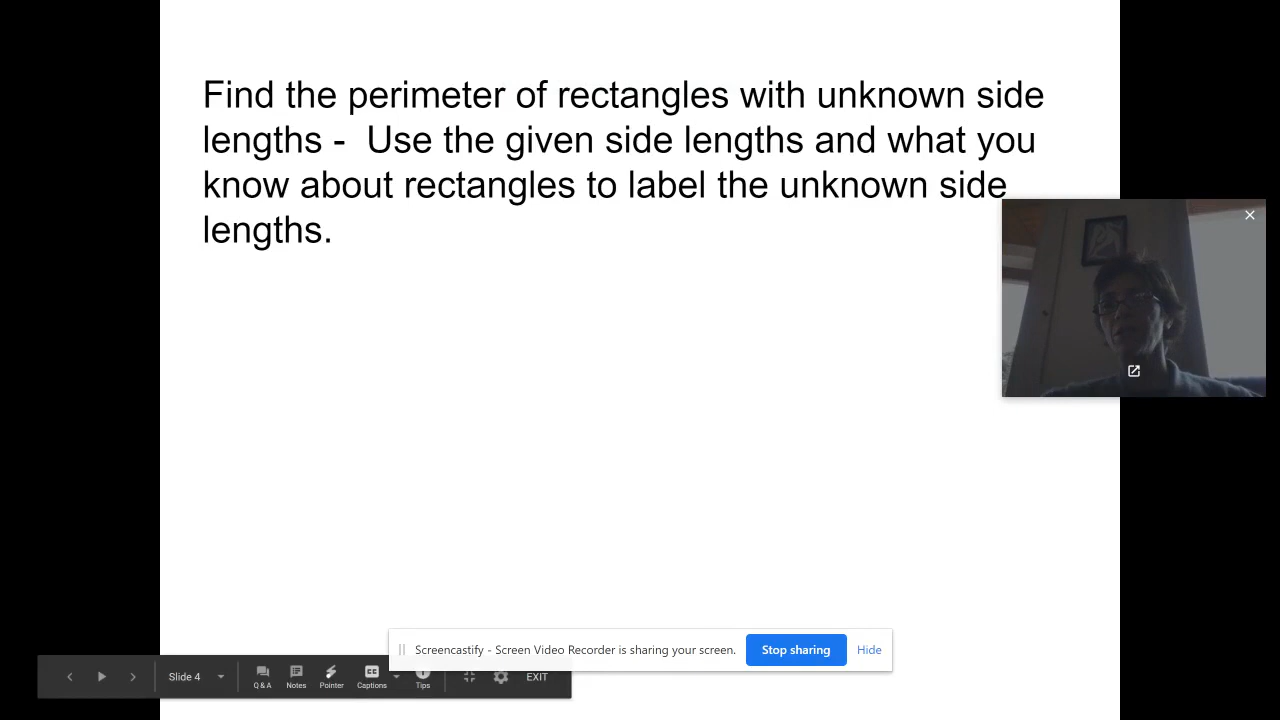 Find the perimeter of rectangles with unknown side
lengths -  Use the given side lengths and what you
know about rectangles to label the unknown side
lengths.
Screencastify - Screen Video Recorder is sharing your screen.
Stop sharing
Hide
Slide 4
Q & A
Notes
Pointer
CC
Captions
Tips
EXIT